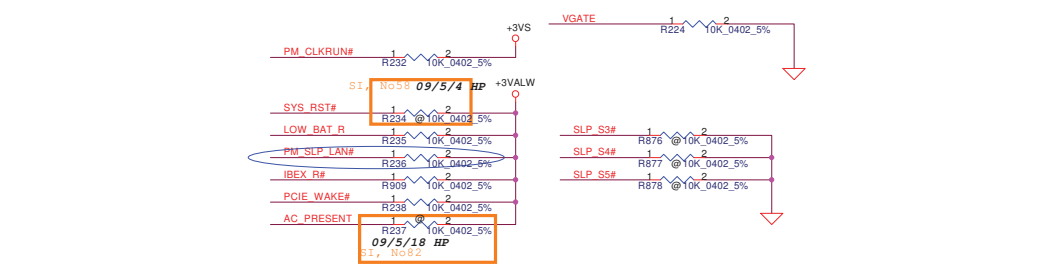 VGATE
1 2
R224 10K_0402_5%
+3VS
PM_CLKRUN# 1 2
R232 10K_0402_5%
SI, No58 09/5/4 HP
+3VALW
SYS_RST# 1 2
R234 @ 10K_0402_5%
LOW_BAT_R 1 2
R235 10K_0402_5%
PM_SLP_LAN# 1 2
R236 10K_0402_5%
IBEX_R# 1 2
R909 10K_0402_5%
PCIE_WAKE# 1 2
R238 10K_0402_5%
AC_PRESENT 1 @ 2
R237 10K_0402_5%
09/5/18 HP
SI, No82
SLP_S3# 1 2
R876 @ 10K_0402_5%
SLP_S4# 1 2
R877 @ 10K_0402_5%
SLP_S5# 1 2
R878 @ 10K_0402_5%